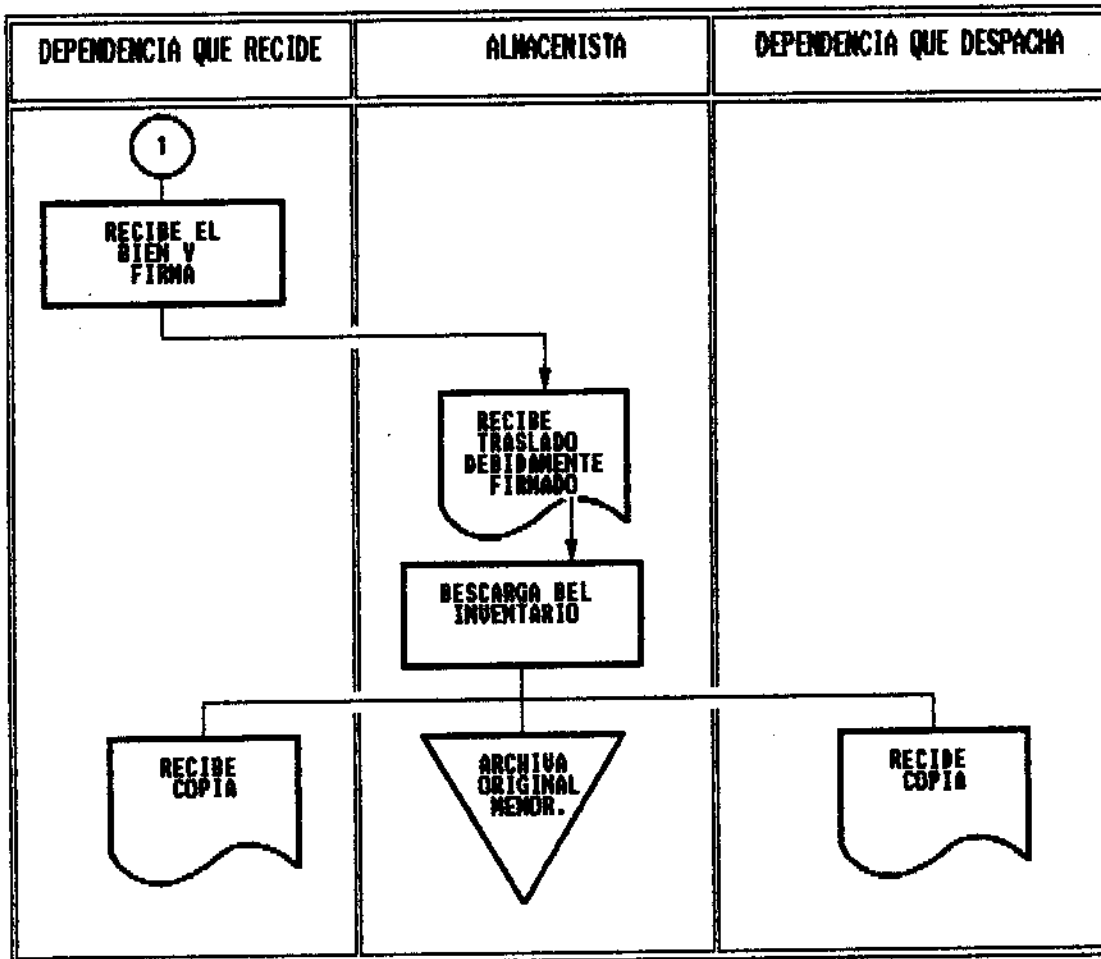 DEPENDENCIA QUE RECIDE
ALMACENISTA
DEPENDENCIA QUE DESPACHA
1
RECIBE EL
BIEN Y
FIRMA
RECIBE
TRASLADO
DEBIDAMENTE
FIRMADO
DESCARGA DEL
INVENTARIO
RECIBE
COPIA
ARCHIVA
ORIGINAL
MEMOR.
RECIBE
COPIA